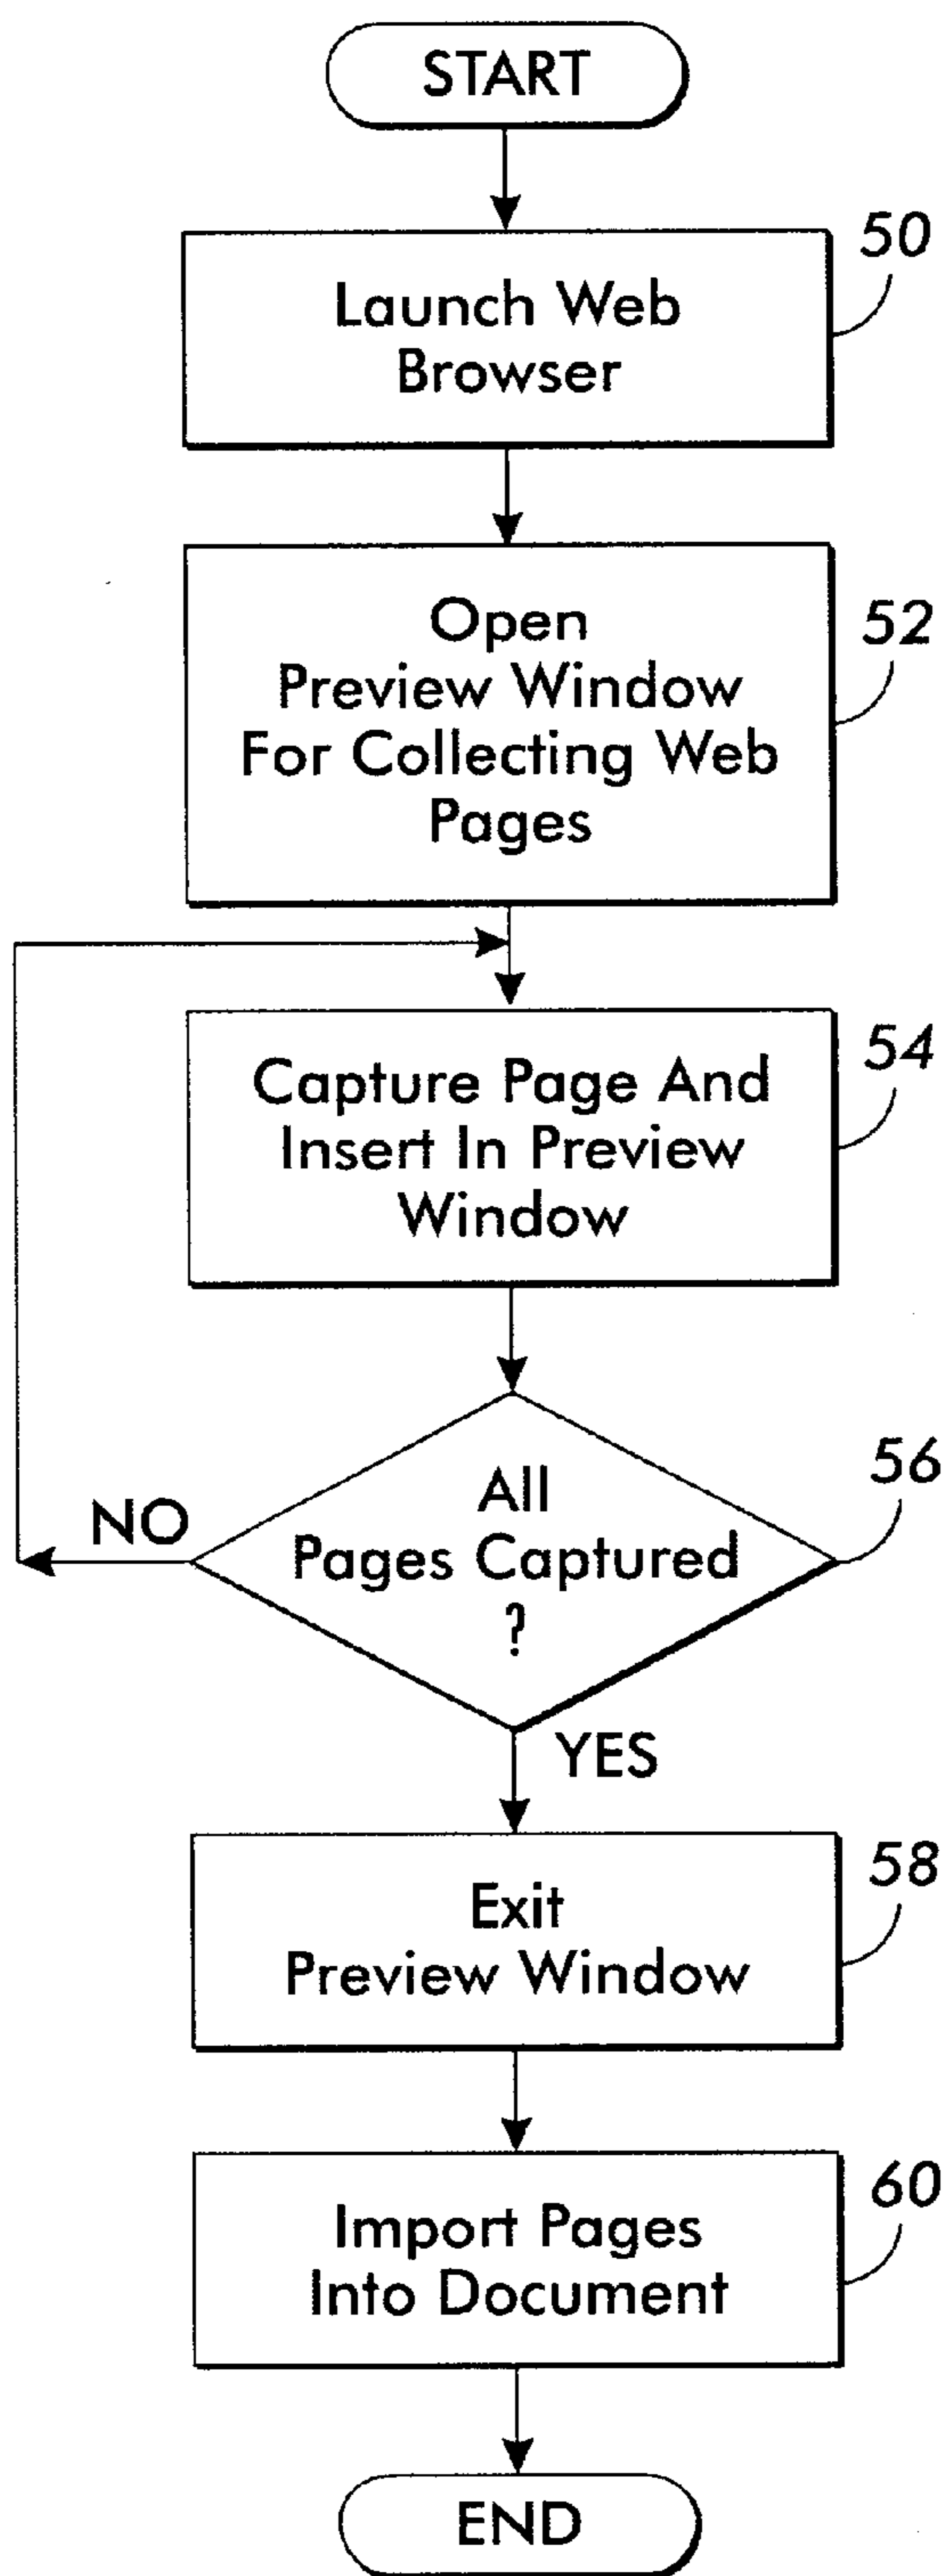 START
50
Launch Web
Browser
52
Open
Preview Window
For Collecting Web
Pages
54
Capture Page And
Insert In Preview
Window
56
All
Pages Captured
?
NO
YES
58
Exit
Preview Window
60
Import Pages
Into Document
END